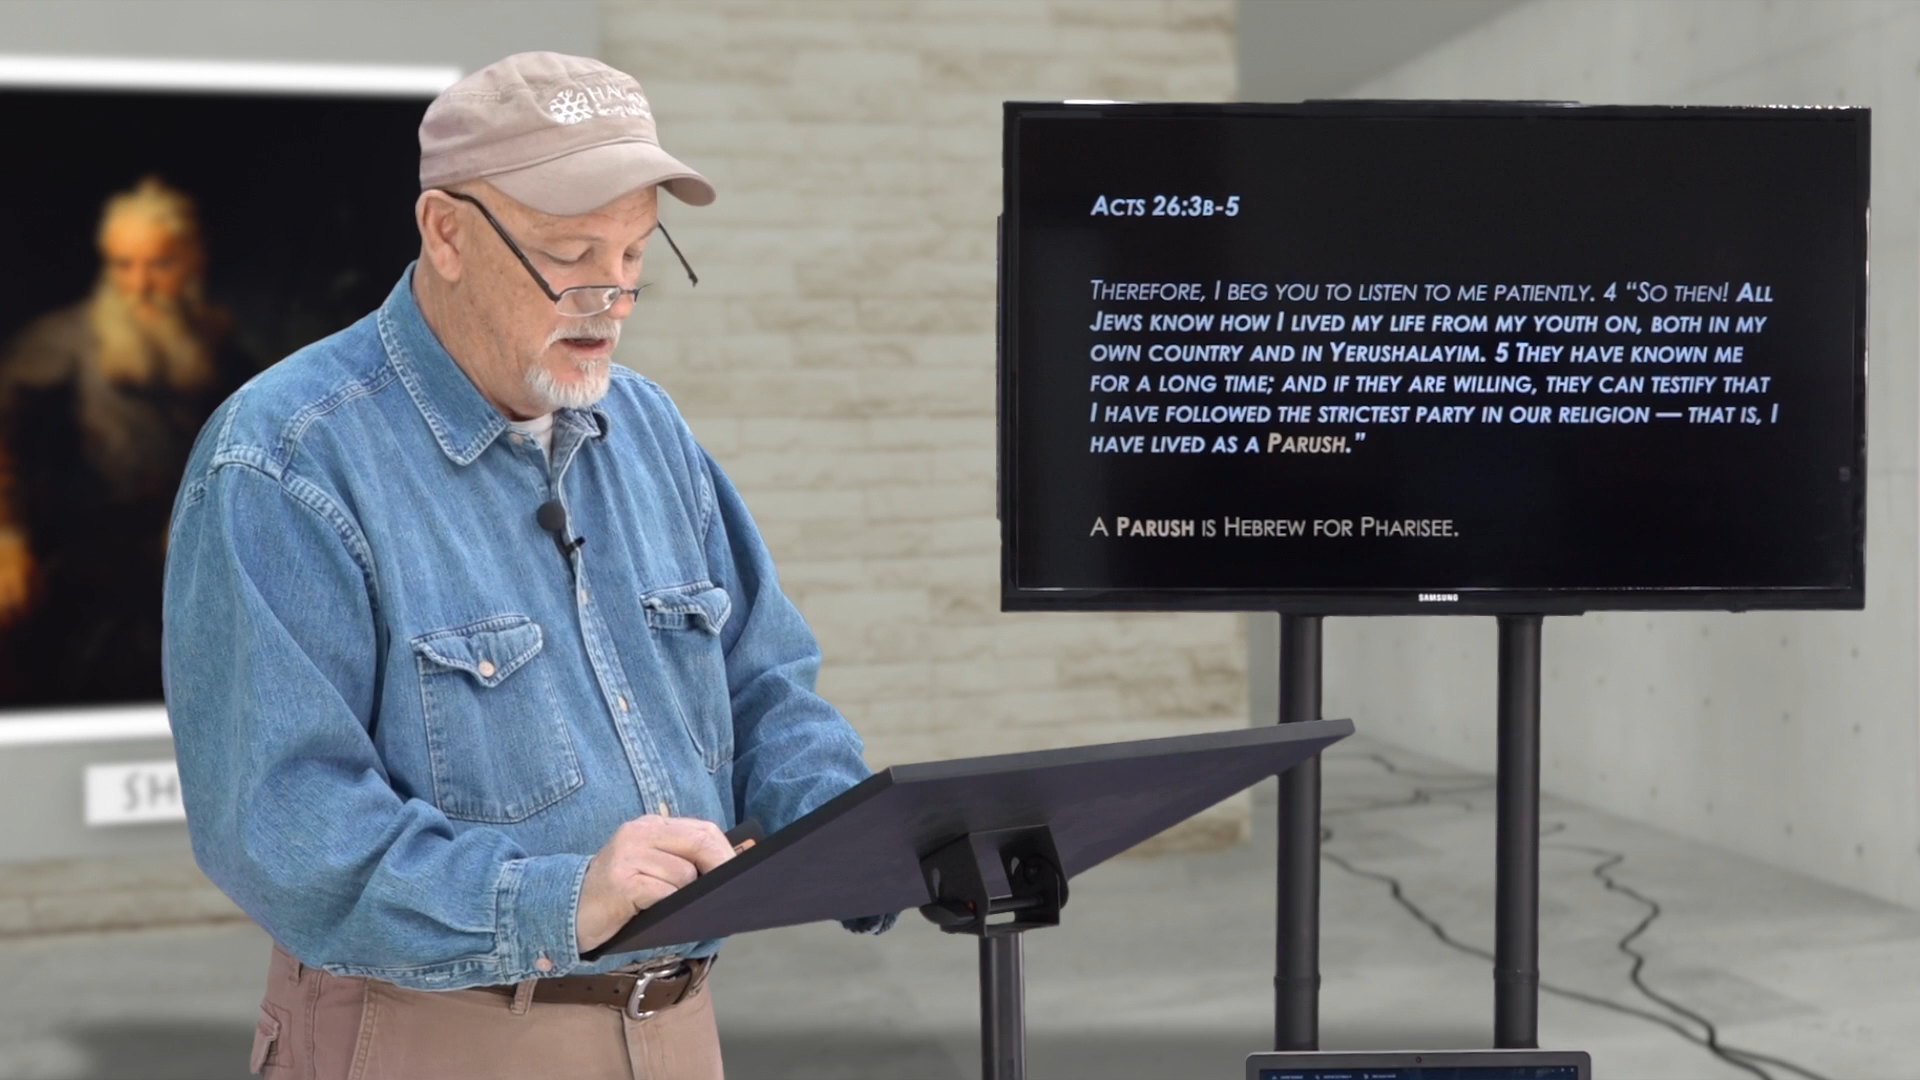 SH
ACTS 26:3B-5
THEREFORE, I BEG YOU TO LISTEN TO ME PATIENTLY. 4 “SO THEN! ALL
JEWS KNOW HOW I LIVED MY LIFE FROM MY YOUTH ON, BOTH IN MY
OWN COUNTRY AND IN YERUSHALAYIM. 5 THEY HAVE KNOWN ME
FOR A LONG TIME; AND IF THEY ARE WILLING, THEY CAN TESTIFY THAT
I HAVE FOLLOWED THE STRICTEST PARTY IN OUR RELIGION — THAT IS, I
HAVE LIVED AS A PARUSH.”
A PARUSH IS HEBREW FOR PHARISEE.
SAMSUNG